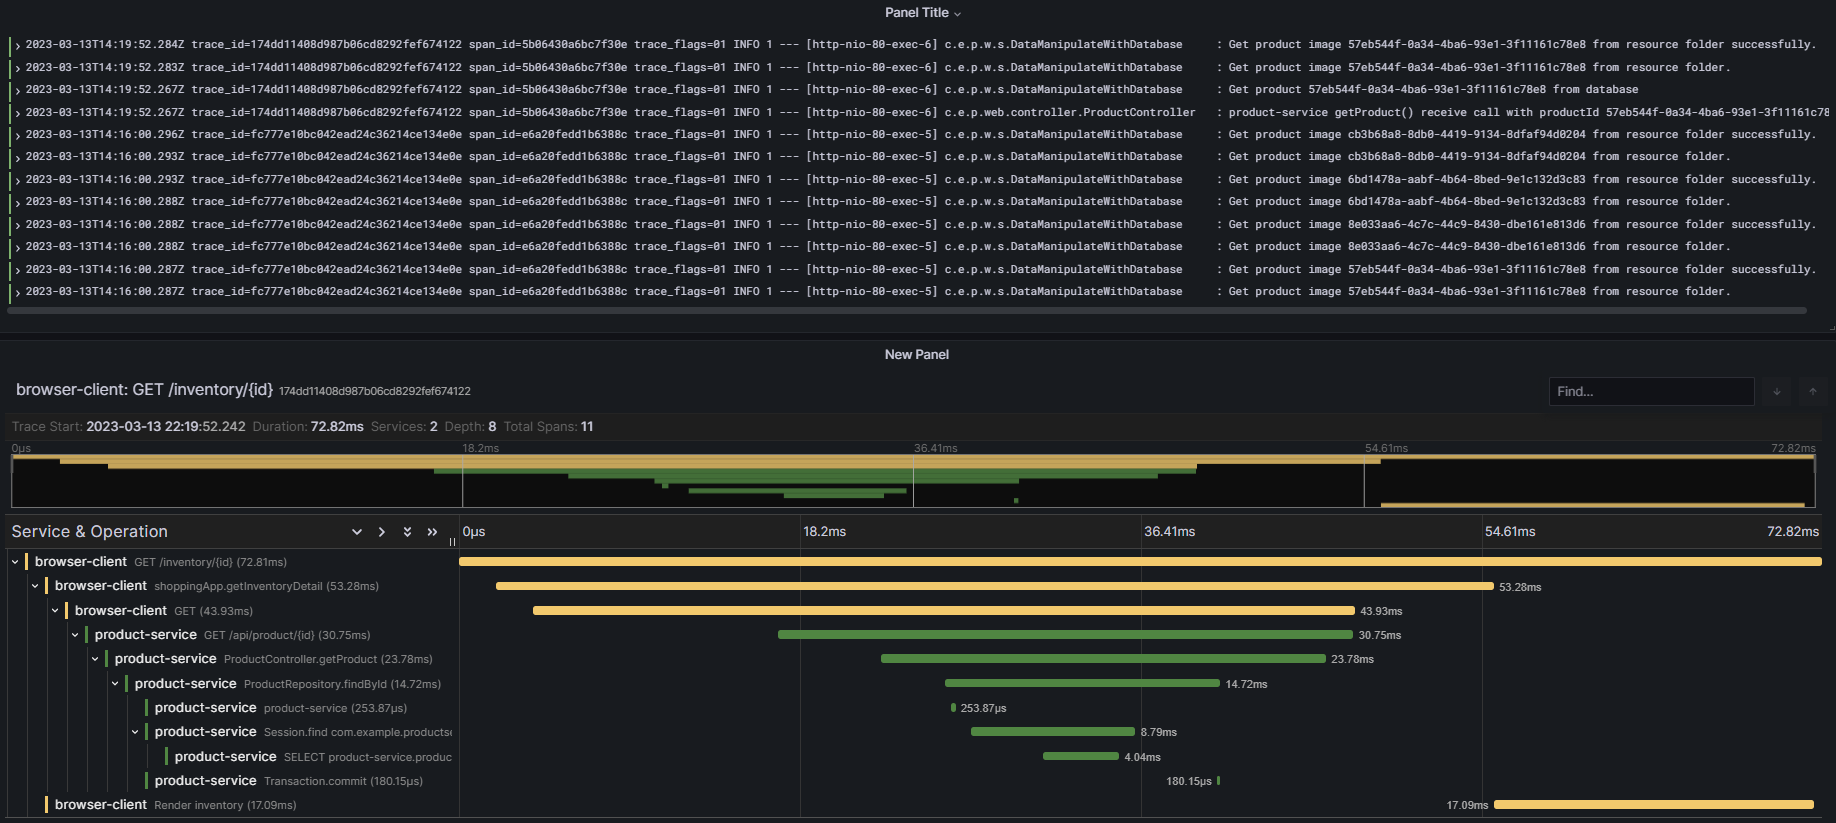 Panel Title
2023-03-13T14:19:52.284Z trace_id=174dd11408d987b06cd8292fef674122 span_id=5b06430a6bc7f30e trace_flags=01 INFO 1 --- [http-nio-80-exec-6] c.e.p.w.s.DataManipulateWithDatabase : Get product image 57eb544f-0a34-4ba6-93e1-3f11161c78e8 from resource folder successfully.
2023-03-13T14:19:52.283Z trace_id=174dd11408d987b06cd8292fef674122 span_id=5b06430a6bc7f30e trace_flags=01 INFO 1 --- [http-nio-80-exec-6] c.e.p.w.s.DataManipulateWithDatabase : Get product image 57eb544f-0a34-4ba6-93e1-3f11161c78e8 from resource folder.
2023-03-13T14:19:52.267Z trace_id=174dd11408d987b06cd8292fef674122 span_id=5b06430a6bc7f30e trace_flags=01 INFO 1 --- [http-nio-80-exec-6] c.e.p.w.s.DataManipulateWithDatabase : Get product 57eb544f-0a34-4ba6-93e1-3f11161c78e8 from database
2023-03-13T14:19:52.267Z trace_id=174dd11408d987b06cd8292fef674122 span_id=5b06430a6bc7f30e trace_flags=01 INFO 1 --- [http-nio-80-exec-6] c.e.p.web.controller.ProductController : product-service getProduct() receive call with productId 57eb544f-0a34-4ba6-93e1-3f11161c78
2023-03-13T14:16:00.296Z trace_id=fc777e10bc042ead24c36214ce134e0e span_id=e6a20fedd1b6388c trace_flags=01 INFO 1 --- [http-nio-80-exec-5] c.e.p.w.s.DataManipulateWithDatabase : Get product image cb3b68a8-8db0-4419-9134-8dfaf94d0204 from resource folder successfully.
2023-03-13T14:16:00.293Z trace_id=fc777e10bc042ead24c36214ce134e0e span_id=e6a20fedd1b6388c trace_flags=01 INFO 1 --- [http-nio-80-exec-5] c.e.p.w.s.DataManipulateWithDatabase : Get product image cb3b68a8-8db0-4419-9134-8dfaf94d0204 from resource folder.
2023-03-13T14:16:00.293Z trace_id=fc777e10bc042ead24c36214ce134e0e span_id=e6a20fedd1b6388c trace_flags=01 INFO 1 --- [http-nio-80-exec-5] c.e.p.w.s.DataManipulateWithDatabase : Get product image 6bd1478a-aabf-4b64-8bed-9e1c132d3c83 from resource folder successfully.
2023-03-13T14:16:00.288Z trace_id=fc777e10bc042ead24c36214ce134e0e span_id=e6a20fedd1b6388c trace_flags=01 INFO 1 --- [http-nio-80-exec-5] c.e.p.w.s.DataManipulateWithDatabase : Get product image 6bd1478a-aabf-4b64-8bed-9e1c132d3c83 from resource folder.
2023-03-13T14:16:00.288Z trace_id=fc777e10bc042ead24c36214ce134e0e span_id=e6a20fedd1b6388c trace_flags=01 INFO 1 --- [http-nio-80-exec-5] c.e.p.w.s.DataManipulateWithDatabase : Get product image 8e033aa6-4c7c-44c9-8430-dbe161e813d6 from resource folder successfully.
2023-03-13T14:16:00.288Z trace_id=fc777e10bc042ead24c36214ce134e0e span_id=e6a20fedd1b6388c trace_flags=01 INFO 1 --- [http-nio-80-exec-5] c.e.p.w.s.DataManipulateWithDatabase : Get product image 8e033aa6-4c7c-44c9-8430-dbe161e813d6 from resource folder.
2023-03-13T14:16:00.287Z trace_id=fc777e10bc042ead24c36214ce134e0e span_id=e6a20fedd1b6388c trace_flags=01 INFO 1 --- [http-nio-80-exec-5] c.e.p.w.s.DataManipulateWithDatabase : Get product image 57eb544f-0a34-4ba6-93e1-3f11161c78e8 from resource folder successfully.
2023-03-13T14:16:00.287Z trace_id=fc777e10bc042ead24c36214ce134e0e span_id=e6a20fedd1b6388c trace_flags=01 INFO 1 --- [http-nio-80-exec-5] c.e.p.w.s.DataManipulateWithDatabase : Get product image 57eb544f-0a34-4ba6-93e1-3f11161c78e8 from resource folder.
New Panel
browser-client: GET /inventory/{id} 174dd11408d987b06cd8292fef674122
Find...
Trace Start: 2023-03-13 22:19:52.242 Duration: 72.82ms Services: 2 Depth: 8 Total Spans: 11
0μs 18.2ms 36.41ms 54.61ms 72.82ms
Service & Operation 0μs 18.2ms 36.41ms 54.61ms 72.82ms
browser-client GET /inventory/{id} (72.81ms)
browser-client shoppingApp.getInventoryDetail (53.28ms) 53.28ms
browser-client GET (43.93ms) 43.93ms
product-service GET /api/product/{id} (30.75ms) 30.75ms
product-service ProductController.getProduct (23.78ms) 23.78ms
product-service ProductRepository.findById (14.72ms) 14.72ms
product-service product-service (253.87μs) 253.87μs
product-service Session.find com.example.productse 8.79ms
product-service SELECT product-service.produc 4.04ms
product-service Transaction.commit (180.15μs) 180.15μs
browser-client Render inventory (17.09ms) 17.09ms